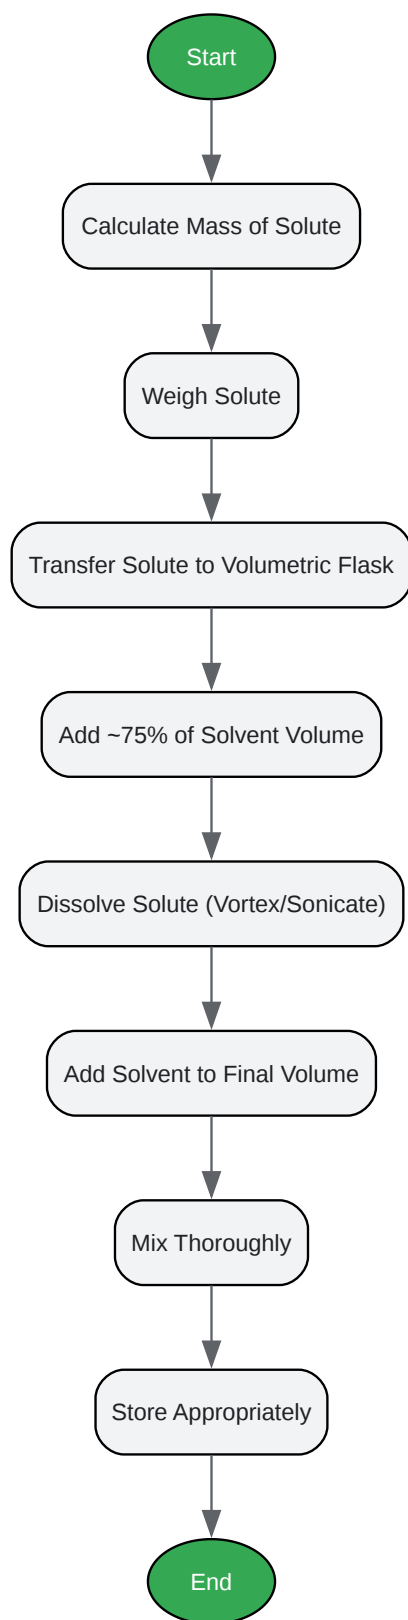 Start
Calculate Mass of Solute
Weigh Solute
Transfer Solute to Volumetric Flask
Add ~75% of Solvent Volume
Dissolve Solute (Vortex/Sonicate)
Add Solvent to Final Volume
Mix Thoroughly
Store Appropriately
End